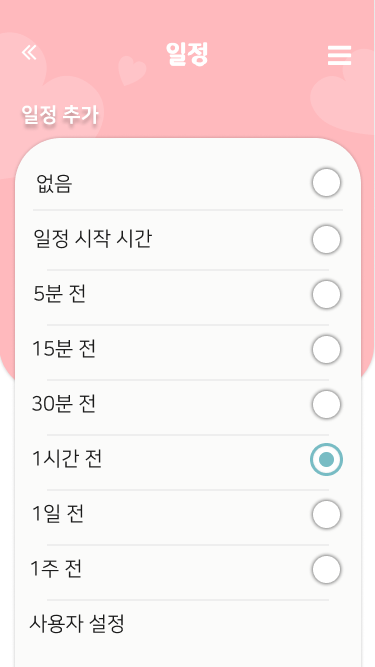 일정
일정 추가
없음
일정 시작 시간
5분 전
15분 전
30분 전
1시간 전
1일 전
1주 전
사용자 설정